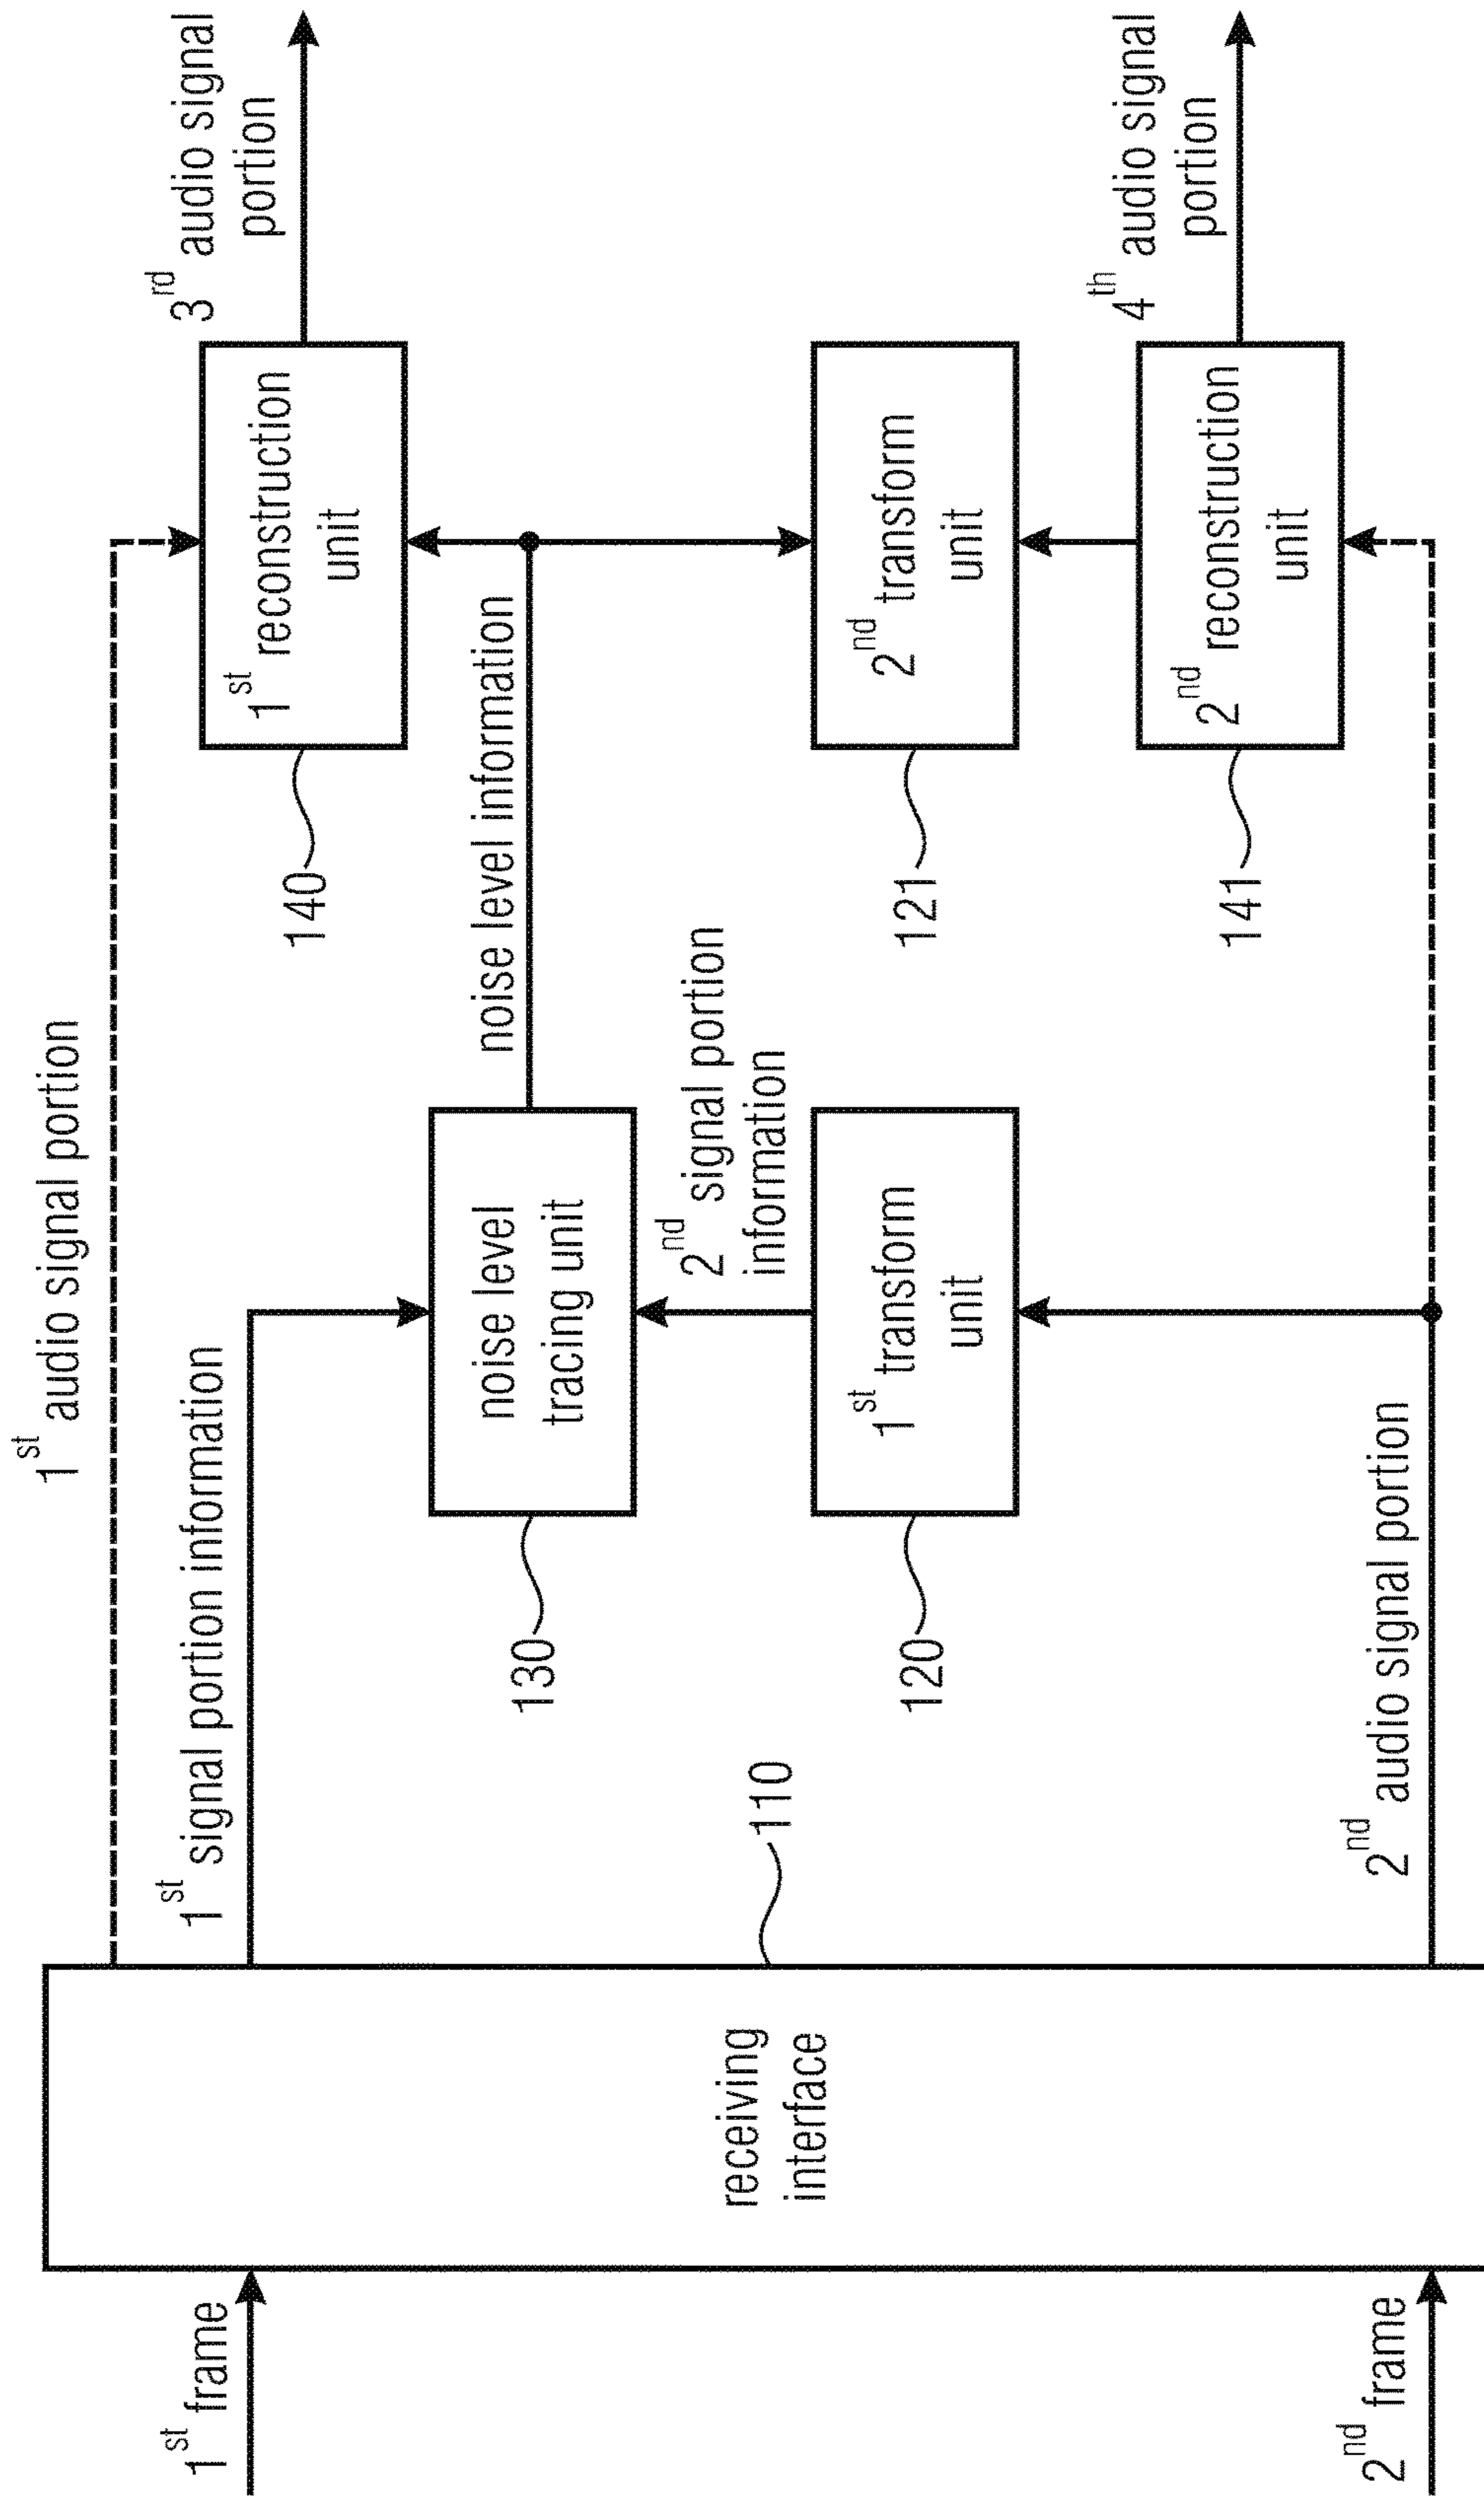 1st frame
2nd frame
receiving
interface
110
1st audio signal portion
1st signal portion information
2nd audio signal portion
noise level
tracing unit
130
2nd signal portion
information
1st transform
unit
120
noise level information
1st reconstruction
unit
140
2nd transform
unit
121
2nd reconstruction
unit
141
3rd audio signal
portion
4th audio signal
portion